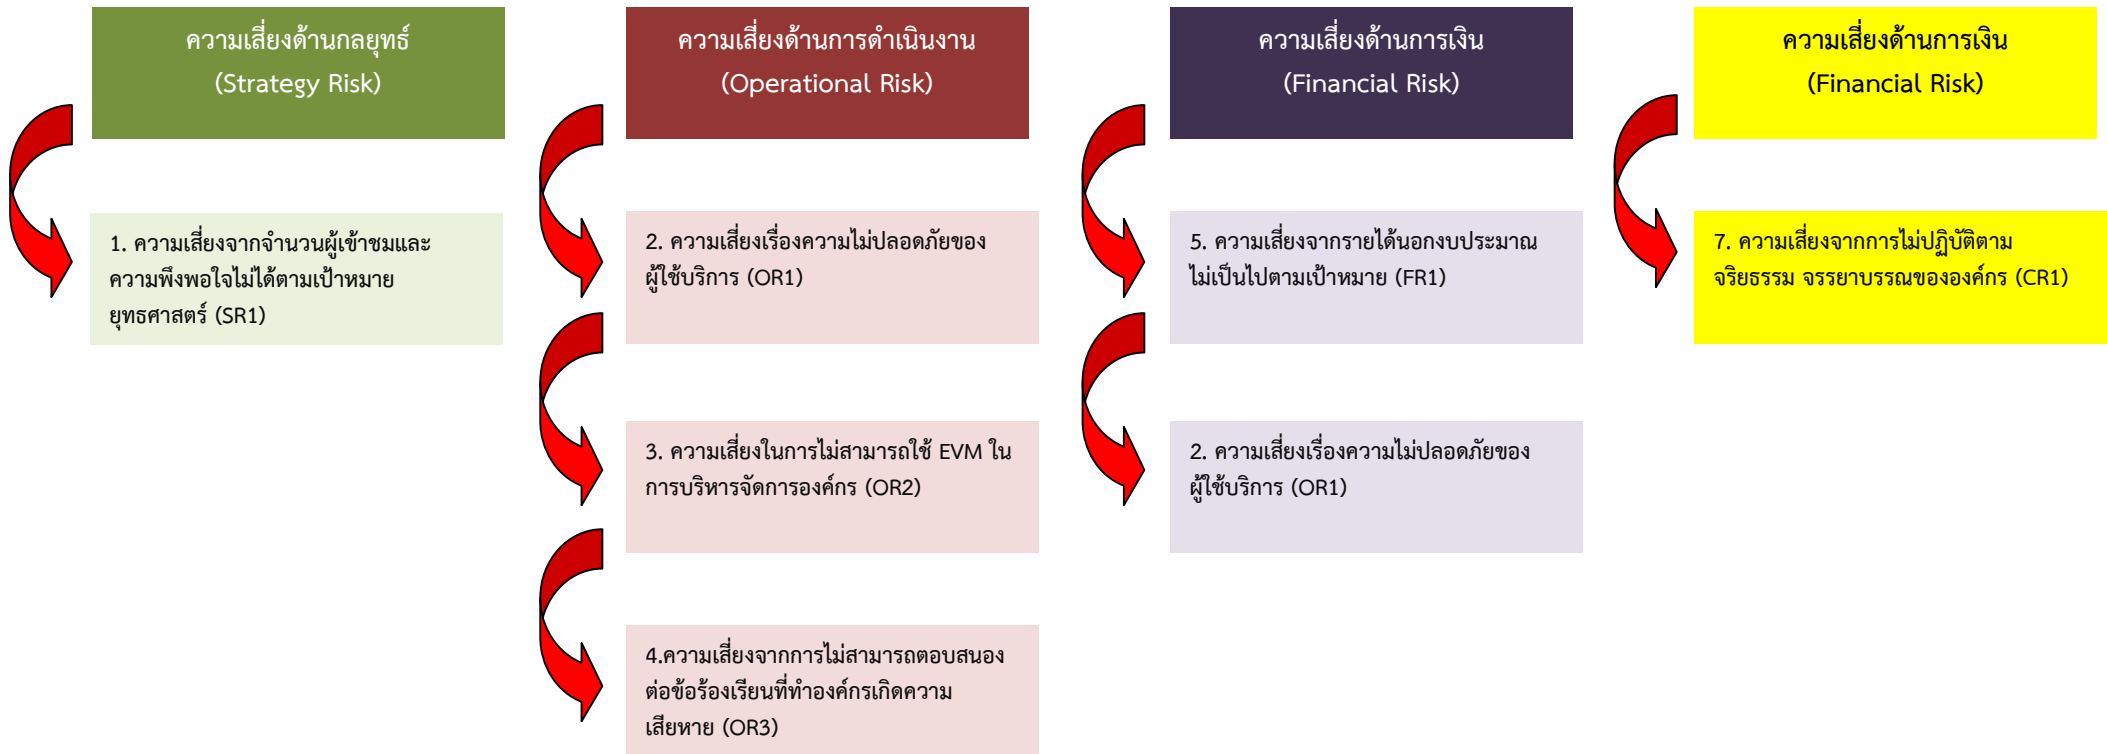 ความเสี่ยงด้านกลยุทธ์
(Strategy Risk)
ความเสี่ยงด้านการดำเนินงาน
(Operational Risk)
ความเสี่ยงด้านการเงิน
(Financial Risk)
ความเสี่ยงด้านการเงิน
(Financial Risk)
1. ความเสี่ยงจากจำนวนผู้เข้าชมและ
ความพึงพอใจไม่ได้ตามเป้าหมาย
ยุทธศาสตร์ (SR1)
2. ความเสี่ยงเรื่องความไม่ปลอดภัยของ
ผู้ใช้บริการ (OR1)
5. ความเสี่ยงจากรายได้นอกงบประมาณ
ไม่เป็นไปตามเป้าหมาย (FR1)
7. ความเสี่ยงจากการไม่ปฏิบัติตาม
จริยธรรม จรรยาบรรณขององค์กร (CR1)
3. ความเสี่ยงในการไม่สามารถใช้ EVM ใน
การบริหารจัดการองค์กร (OR2)
2. ความเสี่ยงเรื่องความไม่ปลอดภัยของ
ผู้ใช้บริการ (OR1)
4.ความเสี่ยงจากการไม่สามารถตอบสนอง
ต่อข้อร้องเรียนที่ทำองค์กรเกิดความ
เสียหาย (OR3)